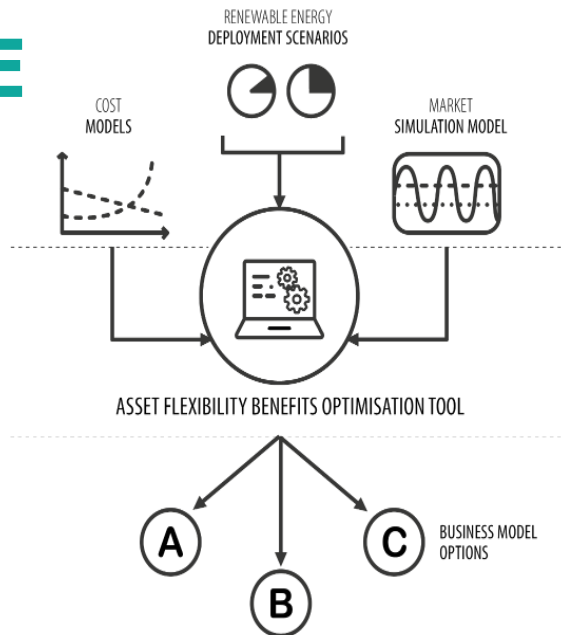 RENEWABLE ENERGY
DEPLOYMENT SCENARIOS
COST
MODELS
MARKET
SIMULATION MODEL
ASSET FLEXIBILITY BENEFITS OPTIMISATION TOOL
A
B
C
BUSINESS MODEL
OPTIONS